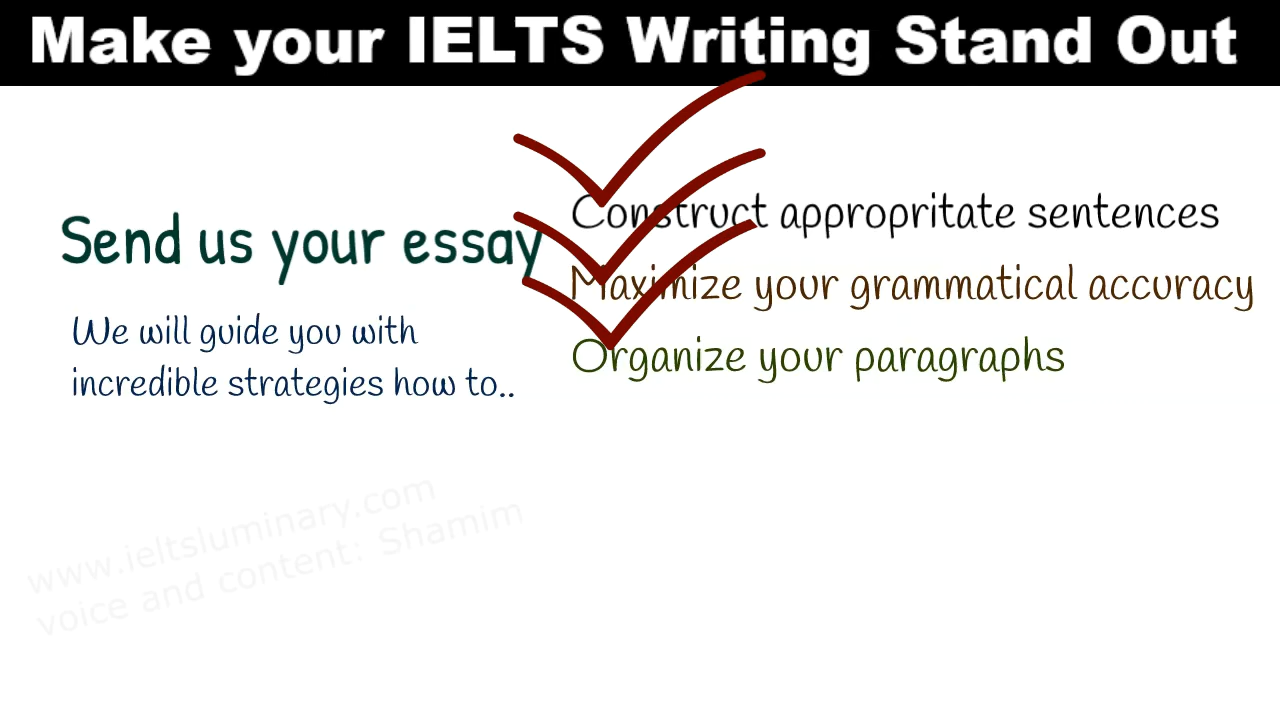 Make your IELTS Writing Stand Out
Send us your essay
We will guide you with
incredible strategies how to..
Construct appropritate sentences
Maximize your grammatical accuracy
Organize your paragraphs
www.ieltsluminary.com
voice and content: Shamim